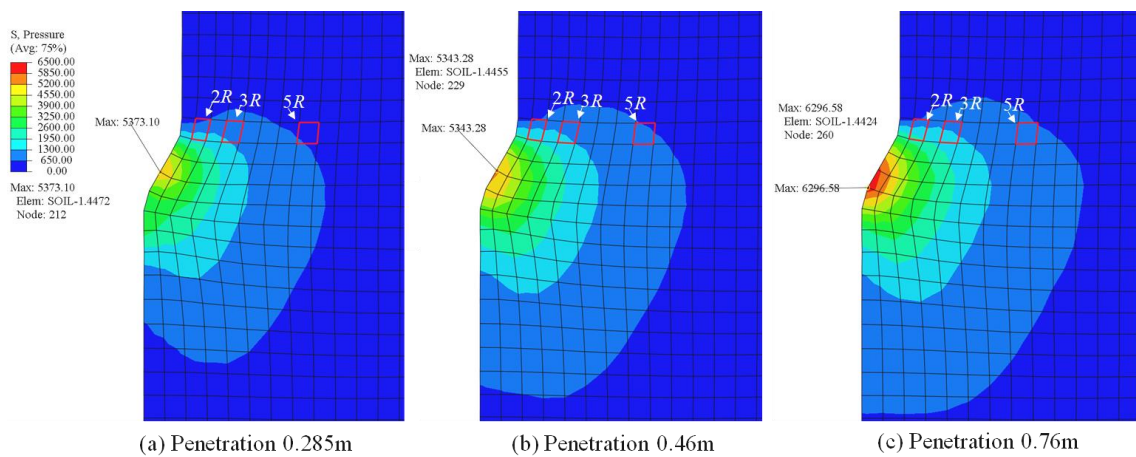 S, Pressure
(Avg: 75%)
6500.00
5850.00
5200.00
4550.00
3900.00
3250.00
2600.00
1950.00
1300.00
650.00
0.00
Max: 5373.10
Elem: SOIL-1.4472
Node: 212
Max: 5373.10
2R
3R
5R
(a) Penetration 0.285m
Max: 5343.28
Elem: SOIL-1.4455
Node: 229
Max: 5343.28
2R
3R
5R
(b) Penetration 0.46m
Max: 6296.58
Elem: SOIL-1.4424
Node: 260
Max: 6296.58
2R
3R
5R
(c) Penetration 0.76m